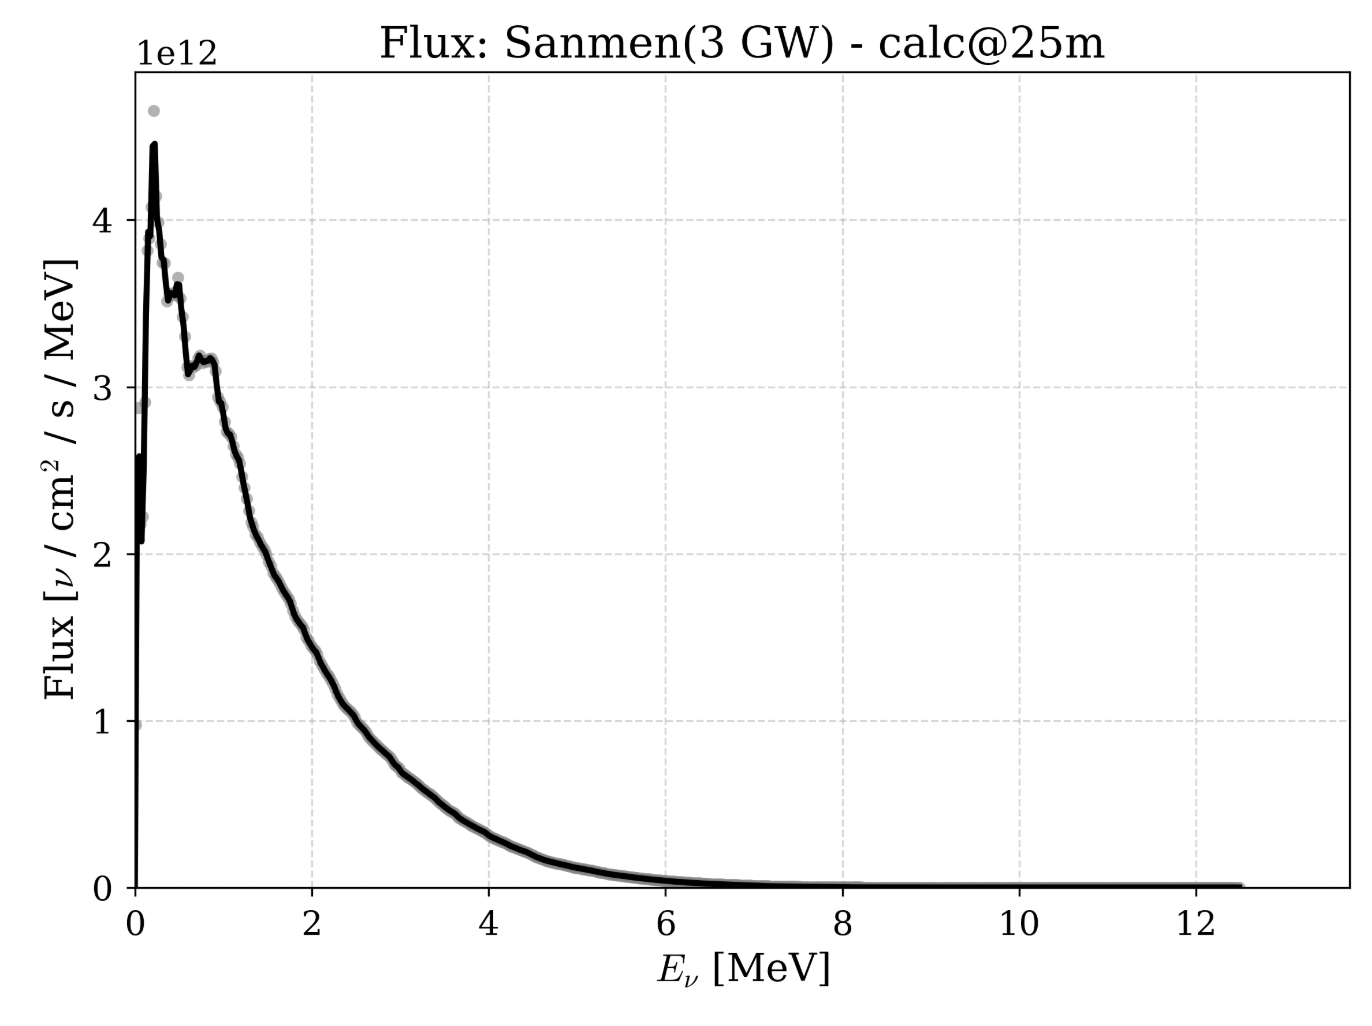 Flux: Sanmen(3 GW) - calc@25m
1e12
Flux [ν / cm² / s / MeV]
4
3
2
1
0
0 2 4 6 8 10 12
E_ν [MeV]